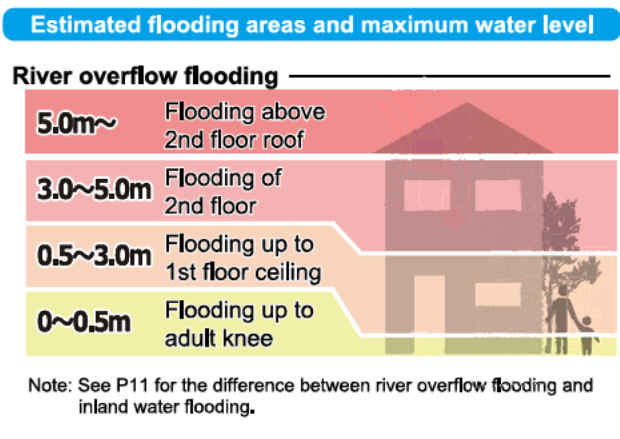 Estimated flooding areas and maximum water level
River overflow flooding
5.0m～
Flooding above
2nd floor roof
3.0～5.0m
Flooding of
2nd floor
0.5～3.0m
Flooding up to
1st floor ceiling
0～0.5m
Flooding up to
adult knee
Note: See P11 for the difference between river overflow flooding and
inland water flooding.